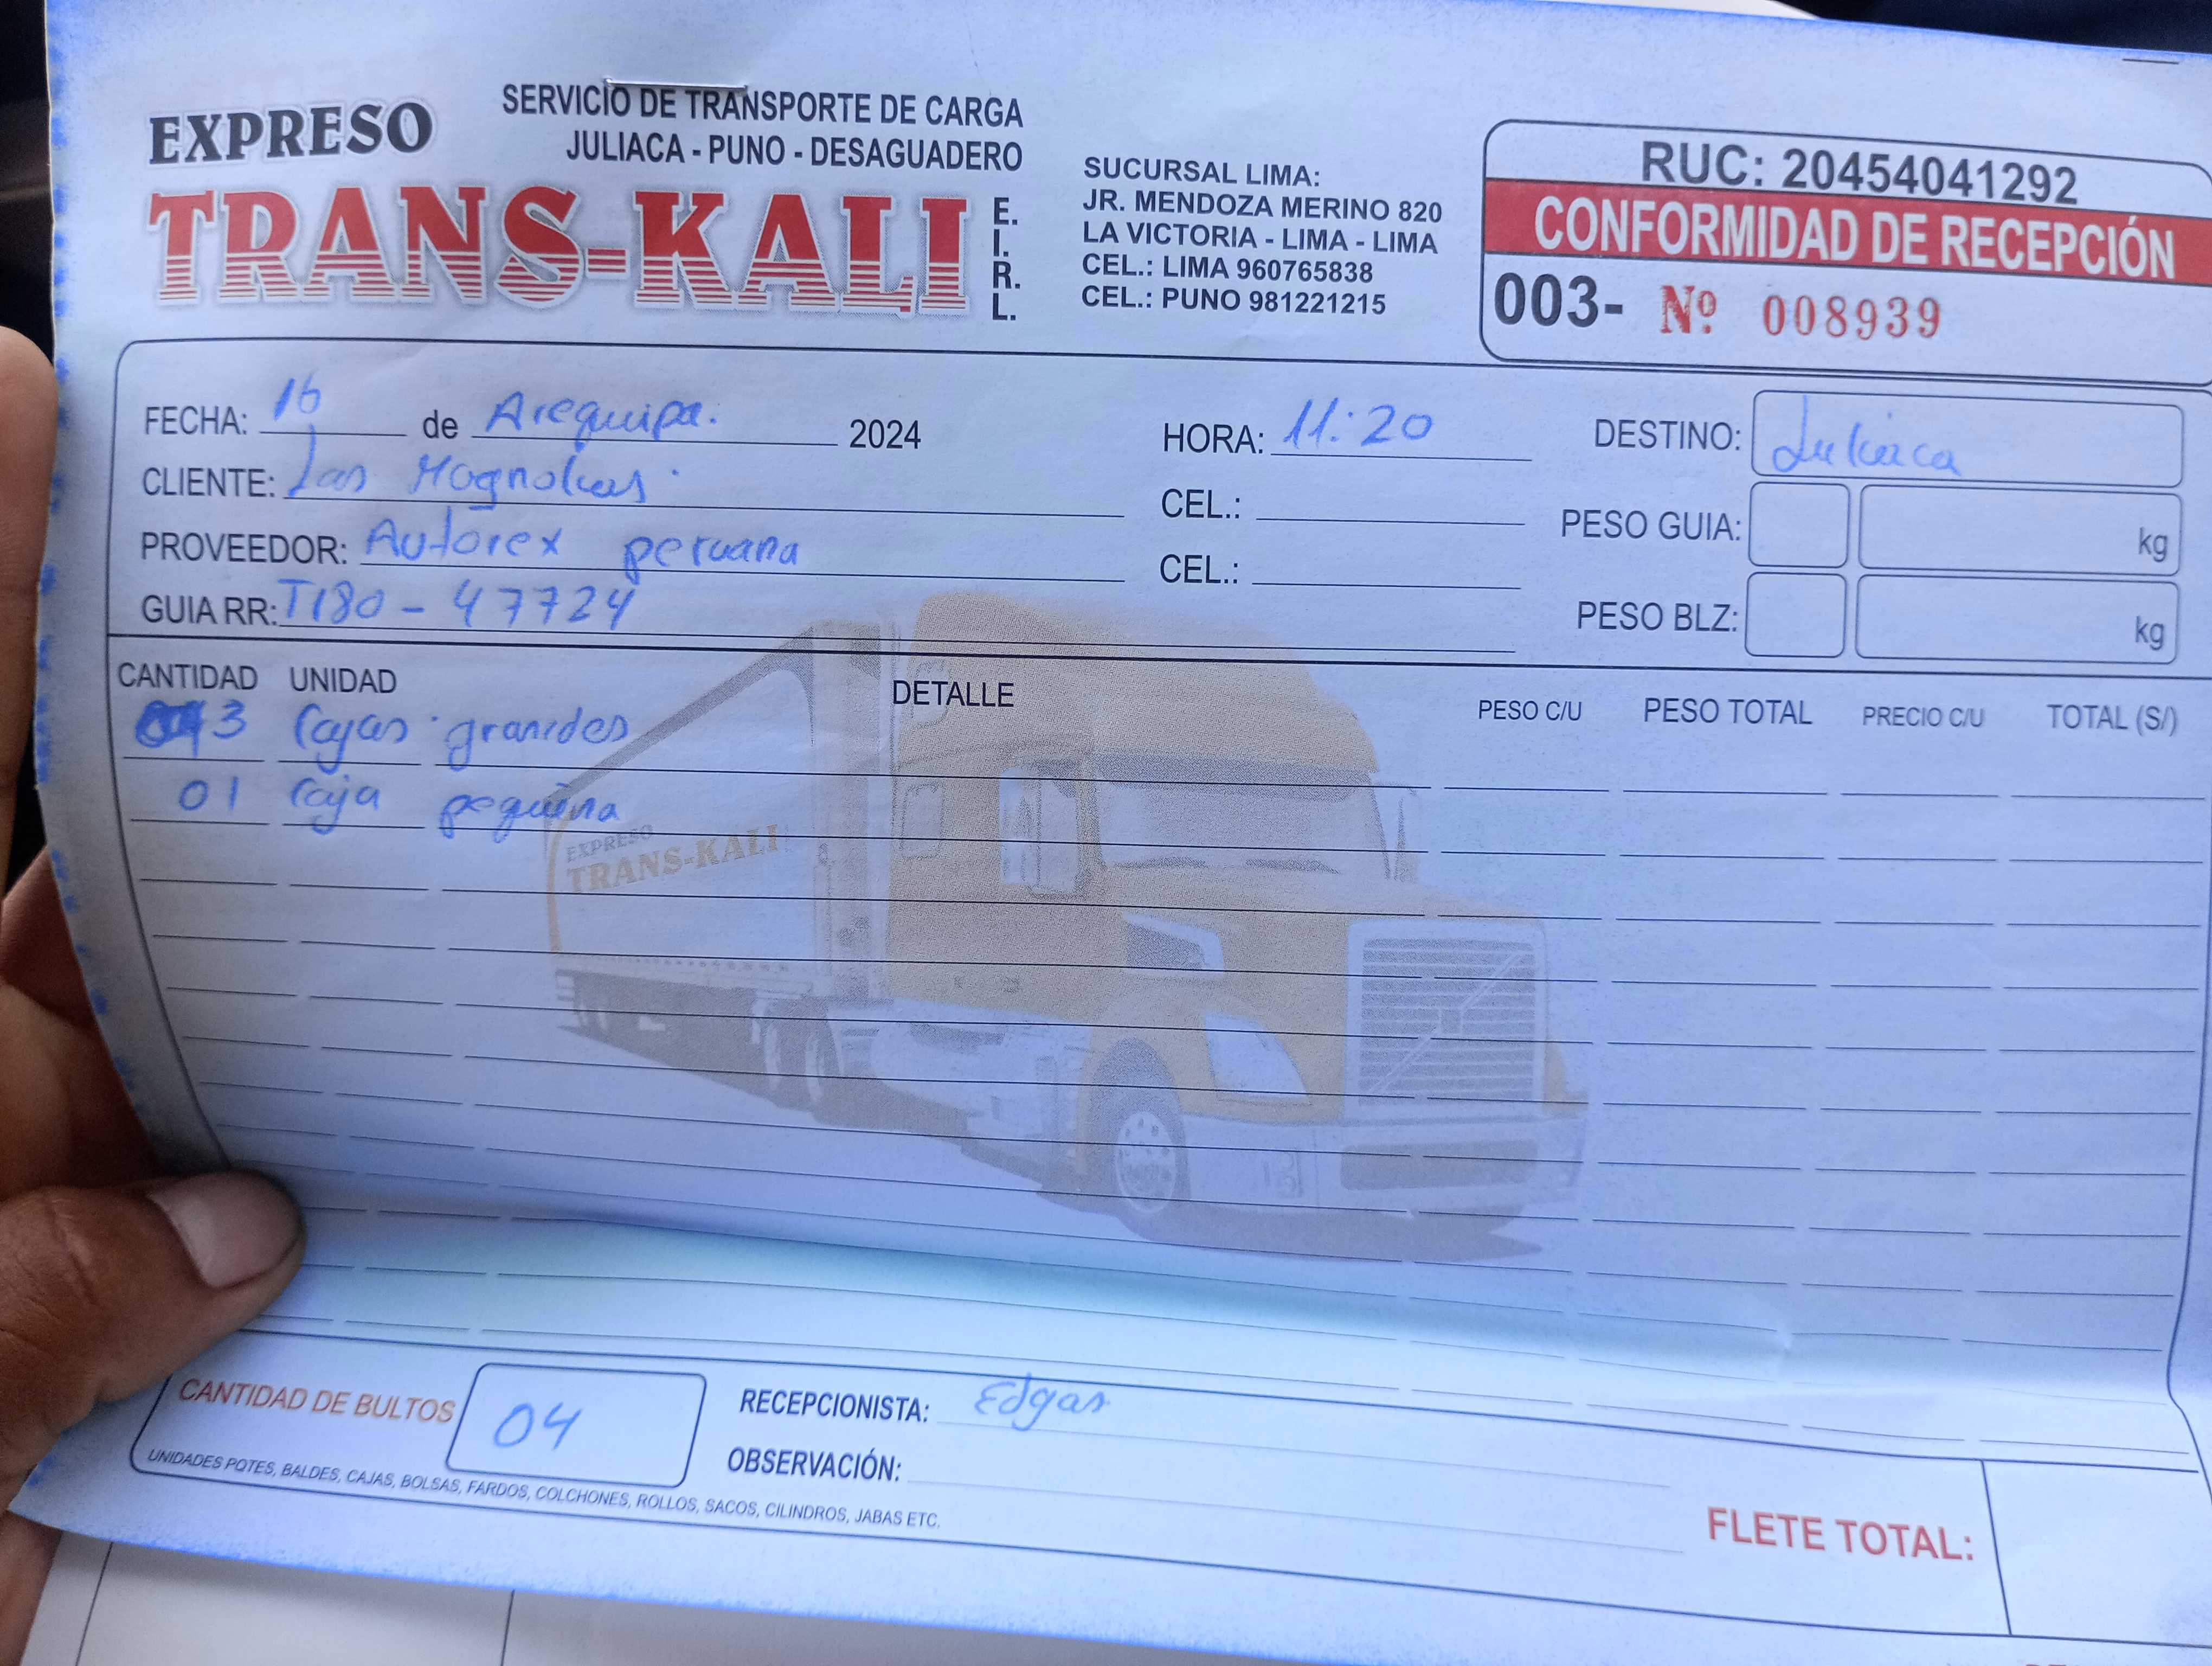 EXPRESO
TRANS-KALI E.I.R.L.
SERVICIO DE TRANSPORTE DE CARGA
JULIACA - PUNO - DESAGUADERO
SUCURSAL LIMA:
JR. MENDOZA MERINO 820
LA VICTORIA - LIMA - LIMA
CEL.: LIMA 960765838
CEL.: PUNO 981221215
RUC: 20454041292
CONFORMIDAD DE RECEPCIÓN
003- Nº 008939
FECHA: 16 de Arequipa. 2024 HORA: 11:20 DESTINO: Juliaca
CLIENTE: Las Magnolias CEL.: PESO GUIA: kg
PROVEEDOR: Autorex peruana CEL.: PESO BLZ: kg
GUIA RR: T180 - 47724
CANTIDAD UNIDAD DETALLE PESO C/U PESO TOTAL PRECIO C/U TOTAL (S/)
3 Cajas grandes
01 Caja pequeña
EXPRESO
TRANS-KALI
CANTIDAD DE BULTOS 04 RECEPCIONISTA: Edgar
OBSERVACIÓN:
UNIDADES POTES, BALDES, CAJAS, BOLSAS, FARDOS, COLCHONES, ROLLOS, SACOS, CILINDROS, JABAS ETC.
FLETE TOTAL: